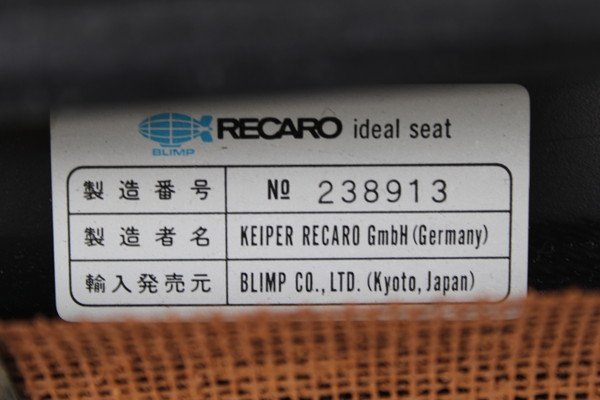 BLIMP RECARO ideal seat
製造番号 № 238913
製造者名 KEIPER RECARO GmbH (Germany)
輸入発売元 BLIMP CO., LTD. (Kyoto, Japan)